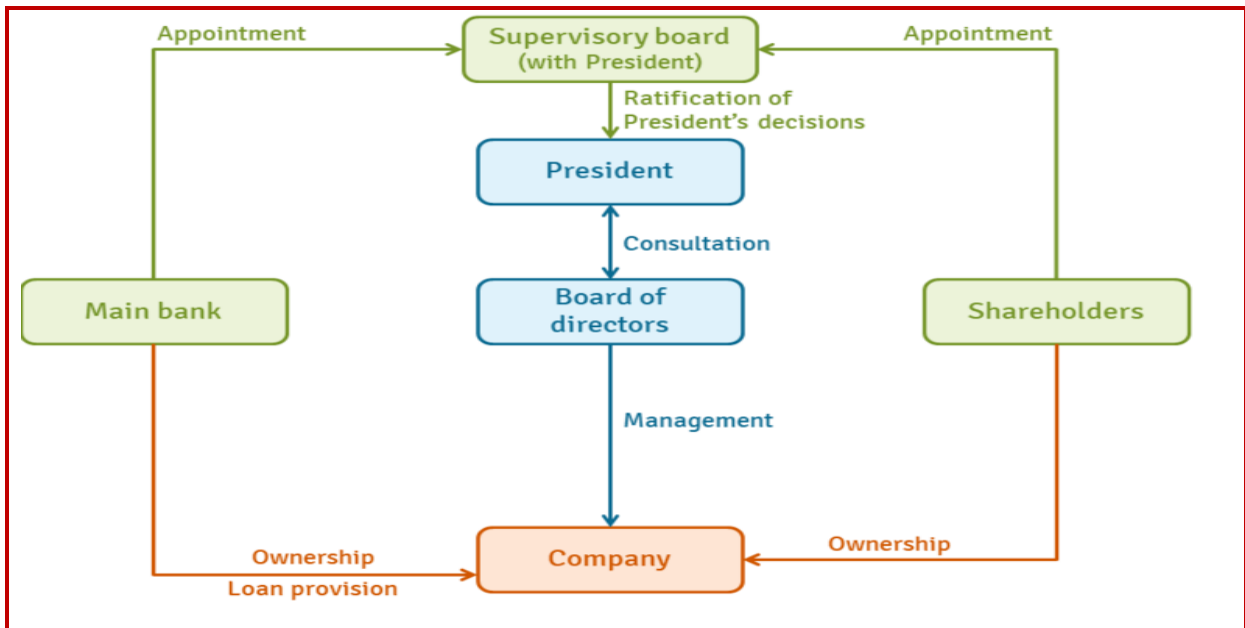 Appointment
Supervisory board
(with President)
Appointment
Ratification of
President's decisions
President
Consultation
Main bank
Board of
directors
Shareholders
Management
Ownership
Loan provision
Company
Ownership